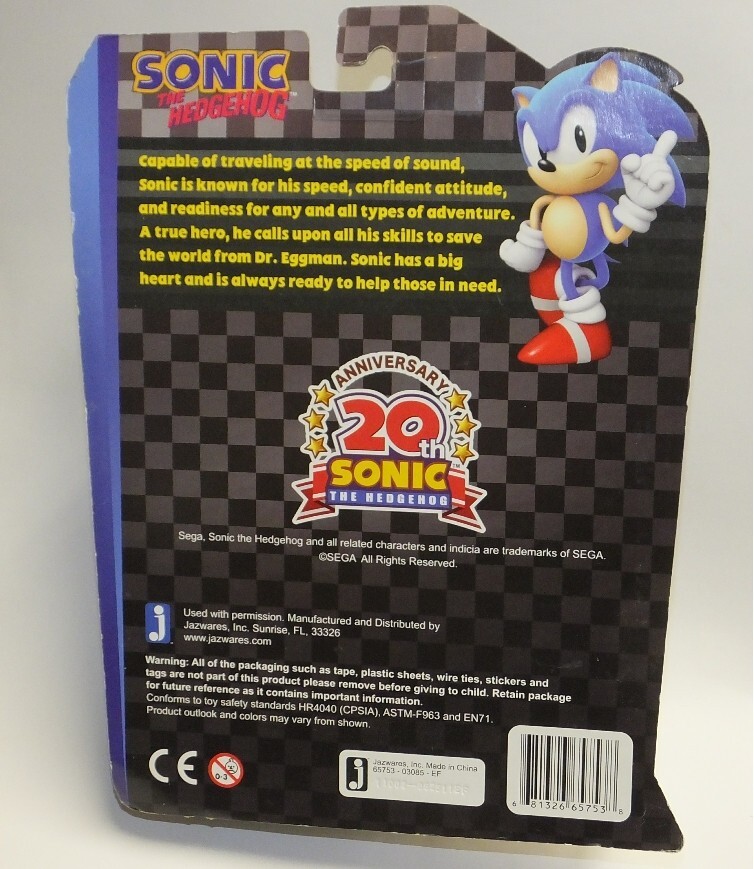 SONIC
THE HEDGEHOG™
Capable of traveling at the speed of sound,
Sonic is known for his speed, confident attitude,
and readiness for any and all types of adventure.
A true hero, he calls upon all his skills to save
the world from Dr. Eggman. Sonic has a big
heart and is always ready to help those in need.
ANNIVERSARY
20th
SONIC™
THE HEDGEHOG
Sega, Sonic the Hedgehog and all related characters and indicia are trademarks of SEGA.
©SEGA All Rights Reserved.
j
Used with permission. Manufactured and Distributed by
Jazwares, Inc. Sunrise, FL, 33326
www.jazwares.com
Warning: All of the packaging such as tape, plastic sheets, wire ties, stickers and
tags are not part of this product please remove before giving to child. Retain package
for future reference as it contains important information.
Conforms to toy safety standards HR4040 (CPSIA), ASTM-F963 and EN71.
Product outlook and colors may vary from shown.
CE
0-3
j
Jazwares, Inc. Made in China
65753 - 03085 - EF
6 81326 65753 8